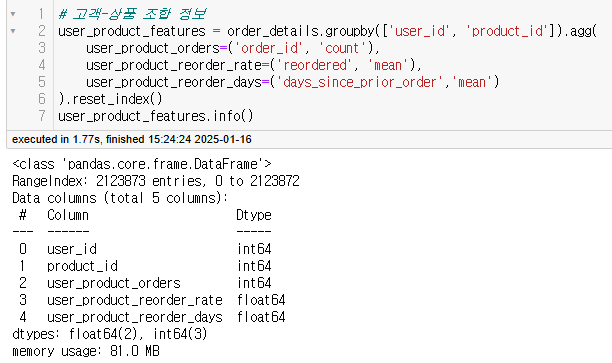 1 # 고객-상품 조합 정보
2 user_product_features = order_details.groupby(['user_id', 'product_id']).agg(
3 user_product_orders=('order_id', 'count'),
4 user_product_reorder_rate=('reordered', 'mean'),
5 user_product_reorder_days=('days_since_prior_order','mean')
6 ).reset_index()
7 user_product_features.info()
executed in 1.77s, finished 15:24:24 2025-01-16
<class 'pandas.core.frame.DataFrame'>
RangeIndex: 2123873 entries, 0 to 2123872
Data columns (total 5 columns):
# Column Dtype
--- ------ -----
0 user_id int64
1 product_id int64
2 user_product_orders int64
3 user_product_reorder_rate float64
4 user_product_reorder_days float64
dtypes: float64(2), int64(3)
memory usage: 81.0 MB